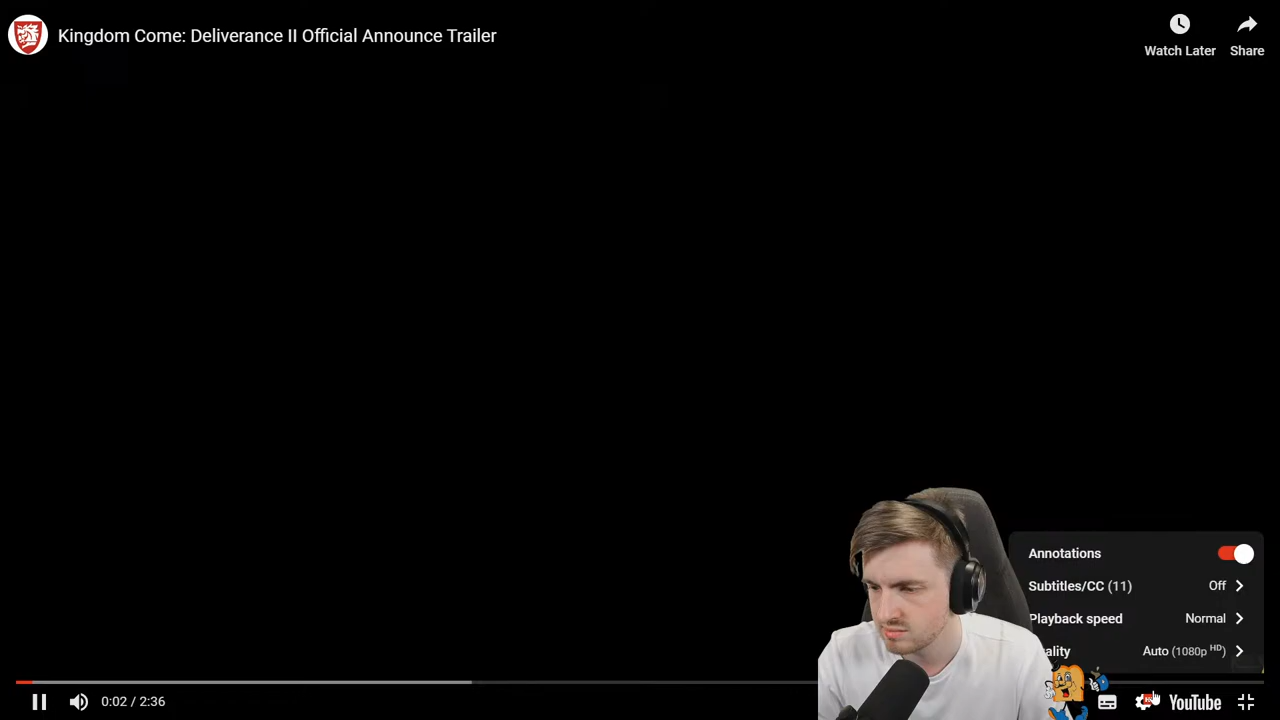 Kingdom Come: Deliverance II Official Announce Trailer
Watch Later
Share
Annotations
Subtitles/CC (11) Off
Playback speed Normal
Auto (1080p HD)
0:02 / 2:36
YouTube